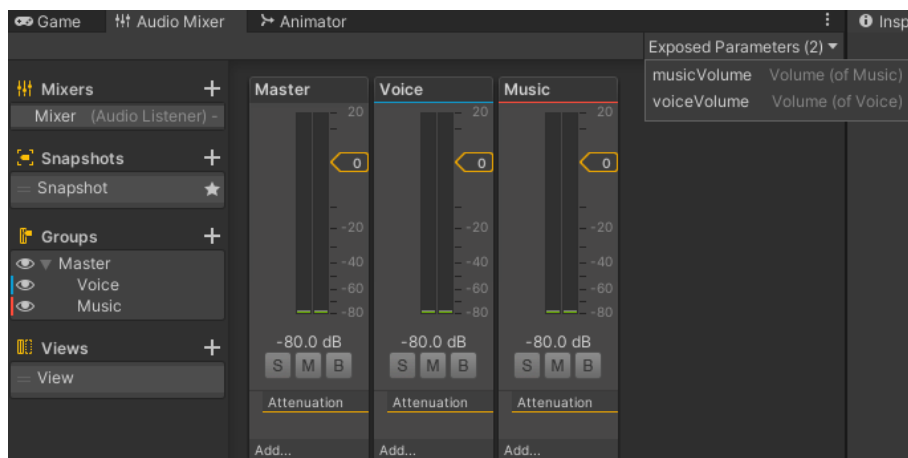 Game Audio Mixer Animator Insp
Exposed Parameters (2)
musicVolume Volume (of Music)
voiceVolume Volume (of Voice)
Mixers
Mixer (Audio Listener) -
Snapshots
Snapshot
Groups
Master
Voice
Music
Views
View
Master Voice Music
20 20 20
0 0 0
-20 -20 -20
-40 -40 -40
-60 -60 -60
-80 -80 -80
-80.0 dB -80.0 dB -80.0 dB
S M B S M B S M B
Attenuation Attenuation Attenuation
Add... Add... Add...